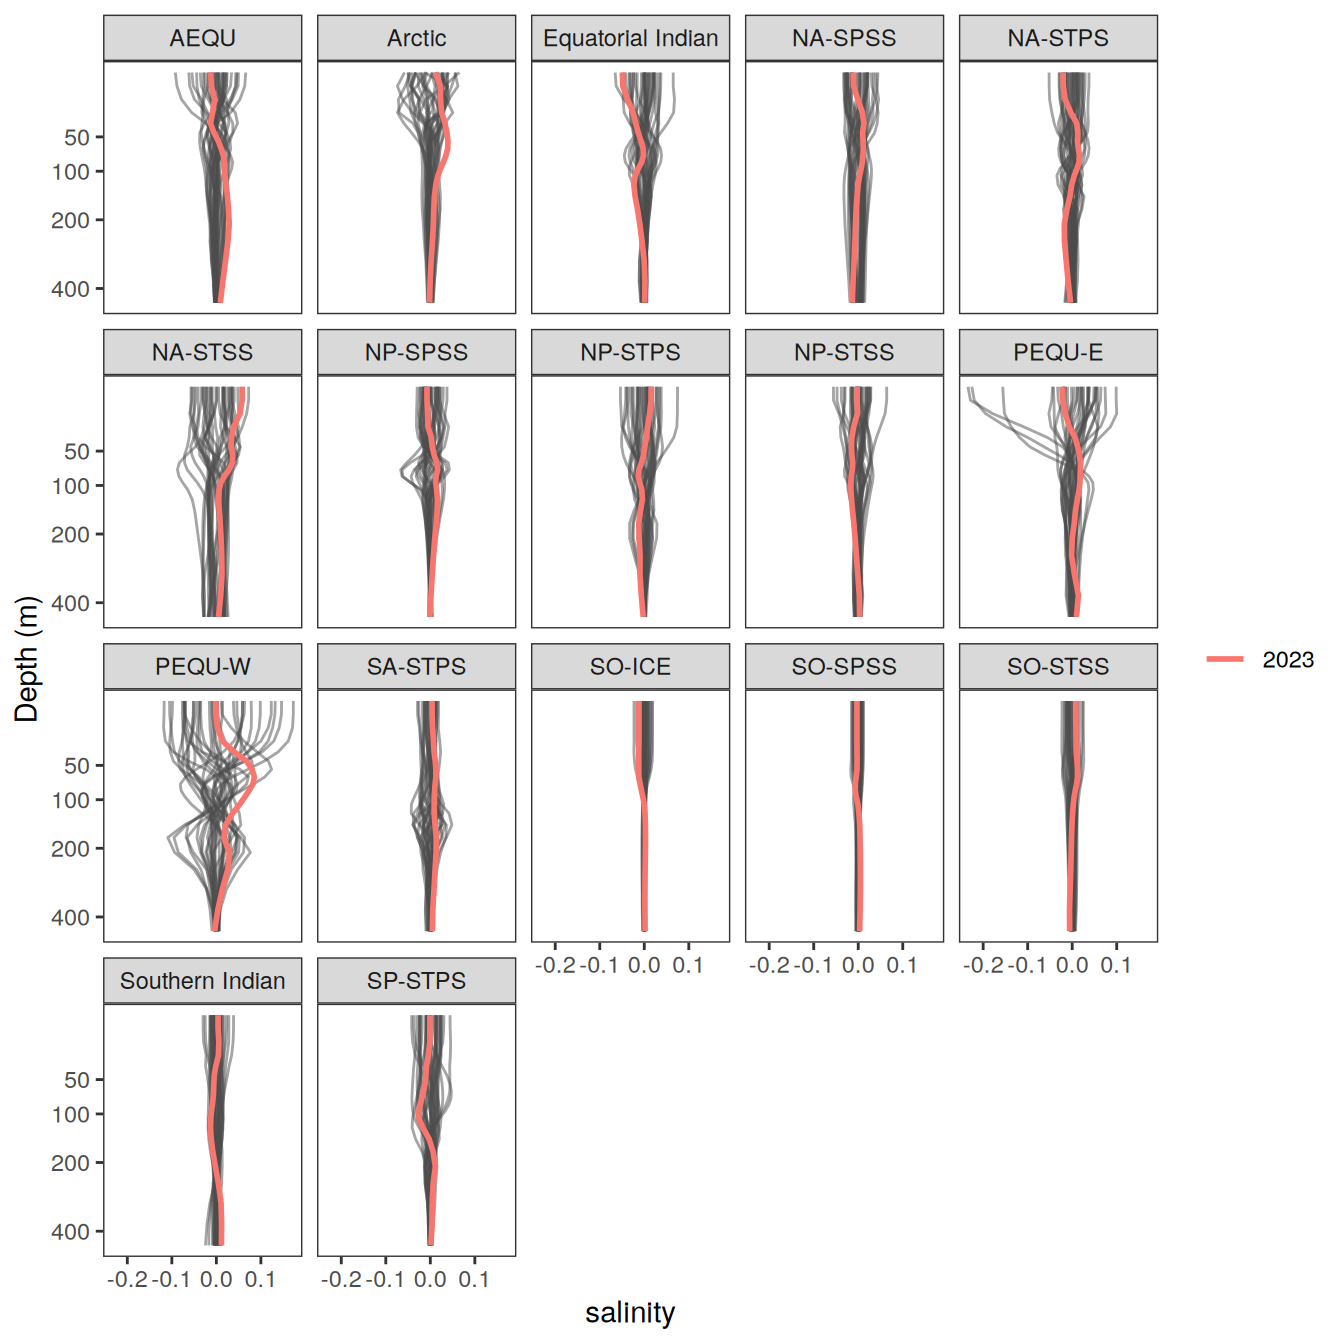 AEQU Arctic Equatorial Indian NA-SPSS NA-STPS
50
100
200
400
NA-STSS NP-SPSS NP-STPS NP-STSS PEQU-E
50
100
200
400
PEQU-W SA-STPS SO-ICE SO-SPSS SO-STSS
50
100
200
400
-0.2 -0.1 0.0 0.1 -0.2 -0.1 0.0 0.1 -0.2 -0.1 0.0 0.1
Southern Indian SP-STPS
50
100
200
400
-0.2 -0.1 0.0 0.1 -0.2 -0.1 0.0 0.1
salinity
Depth (m)
2023